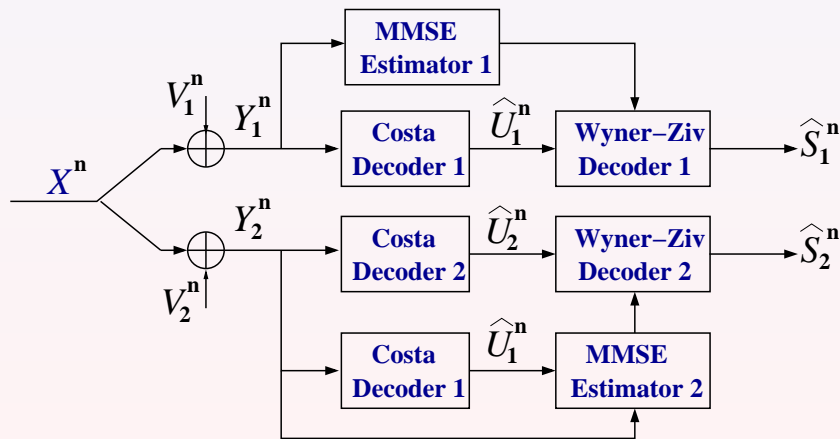 MMSE
Estimator 1
V₁ⁿ
Y₁ⁿ
Costa
Decoder 1
Û₁ⁿ
Wyner−Ziv
Decoder 1
Ŝ₁ⁿ
Xⁿ
Y₂ⁿ
V₂ⁿ
Costa
Decoder 2
Û₂ⁿ
Wyner−Ziv
Decoder 2
Ŝ₂ⁿ
Costa
Decoder 1
Û₁ⁿ
MMSE
Estimator 2